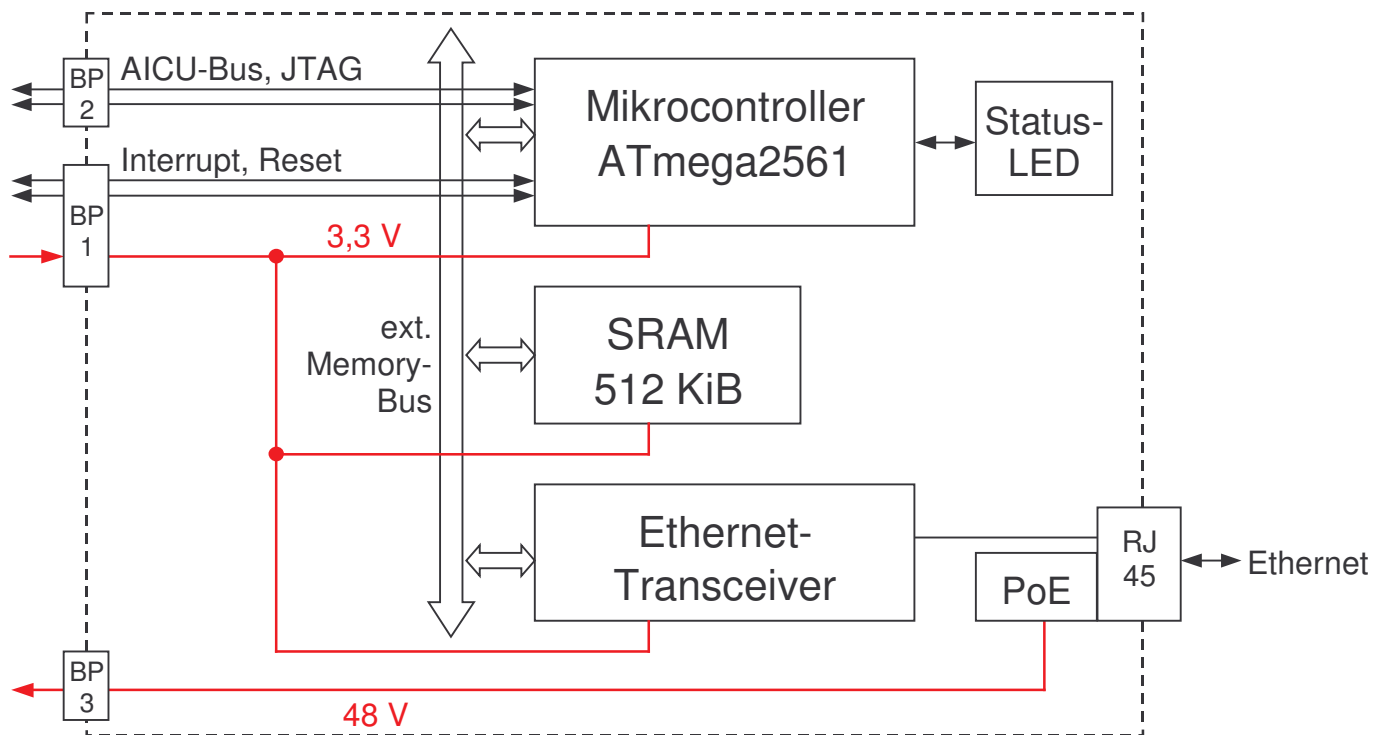 BP
2
AICU-Bus, JTAG
Mikrocontroller
ATmega2561
Status-
LED
Interrupt, Reset
BP
1
3,3 V
ext.
Memory-
Bus
SRAM
512 KiB
Ethernet-
Transceiver
RJ
45
PoE
Ethernet
BP
3
48 V